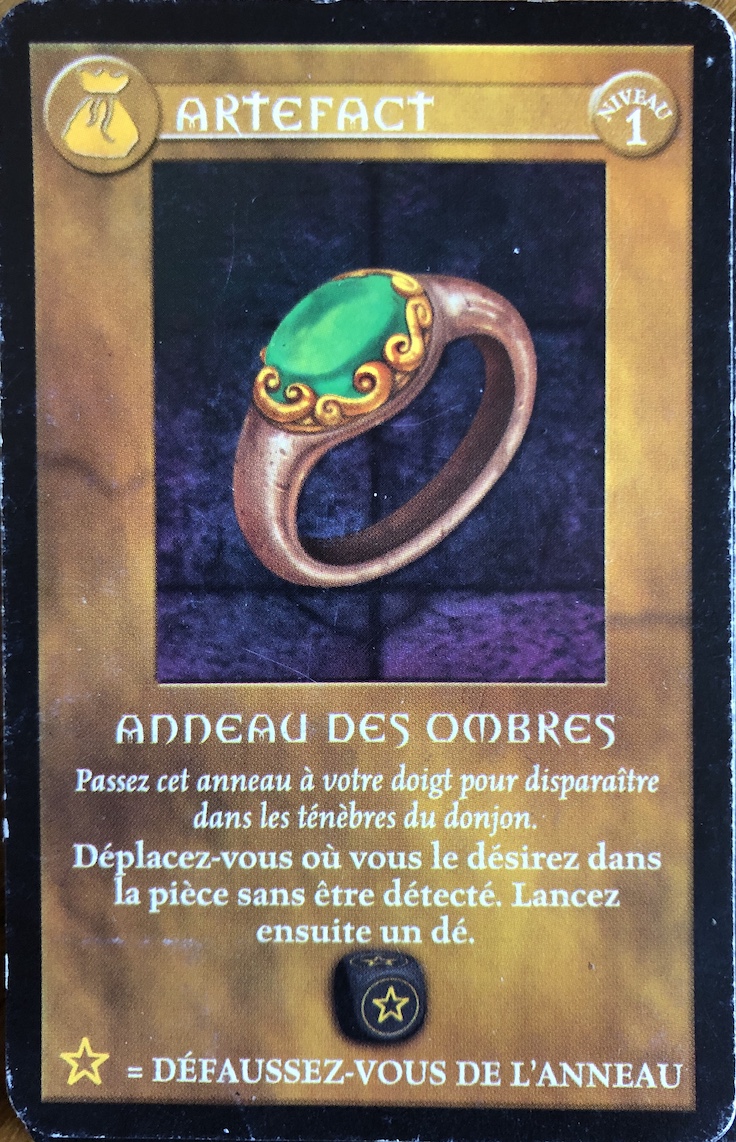 ARTEFACT
NIVEAU
1
ANNEAU DES OMBRES
Passez cet anneau à votre doigt pour disparaître
dans les ténèbres du donjon.
Déplacez-vous où vous le désirez dans
la pièce sans être détecté. Lancez
ensuite un dé.
= DÉFAUSSEZ-VOUS DE L'ANNEAU